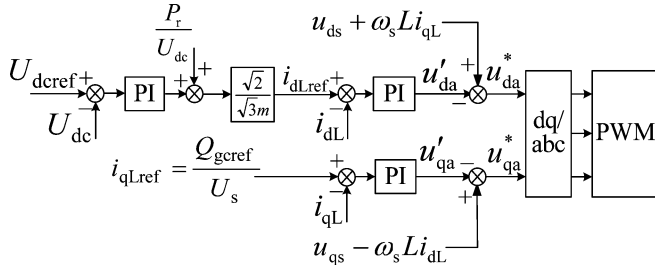 P_r / U_dc
u_ds + ω_s L i_qL
U_dcref + − PI + + √2 / √3m i_dLref + − PI u′_da − + u*_da
U_dc
i_dL
dq/abc
PWM
i_qLref = Q_gcref / U_s + − PI u′_qa − + u*_qa
i_qL
u_qs − ω_s L i_dL